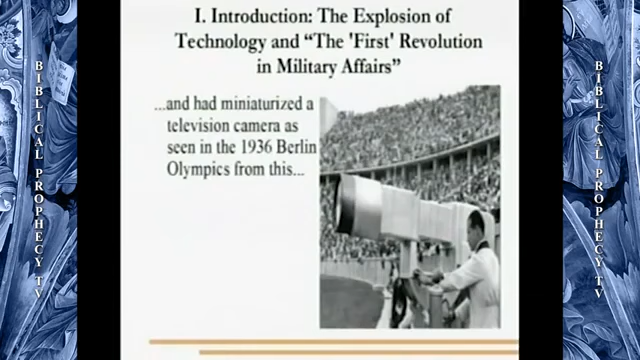 I. Introduction: The Explosion of
Technology and “The 'First' Revolution
in Military Affairs”
...and had miniaturized a
television camera as
seen in the 1936 Berlin
Olympics from this...
BIBLICAL PROPHECY TV
BIBLICAL PROPHECY TV